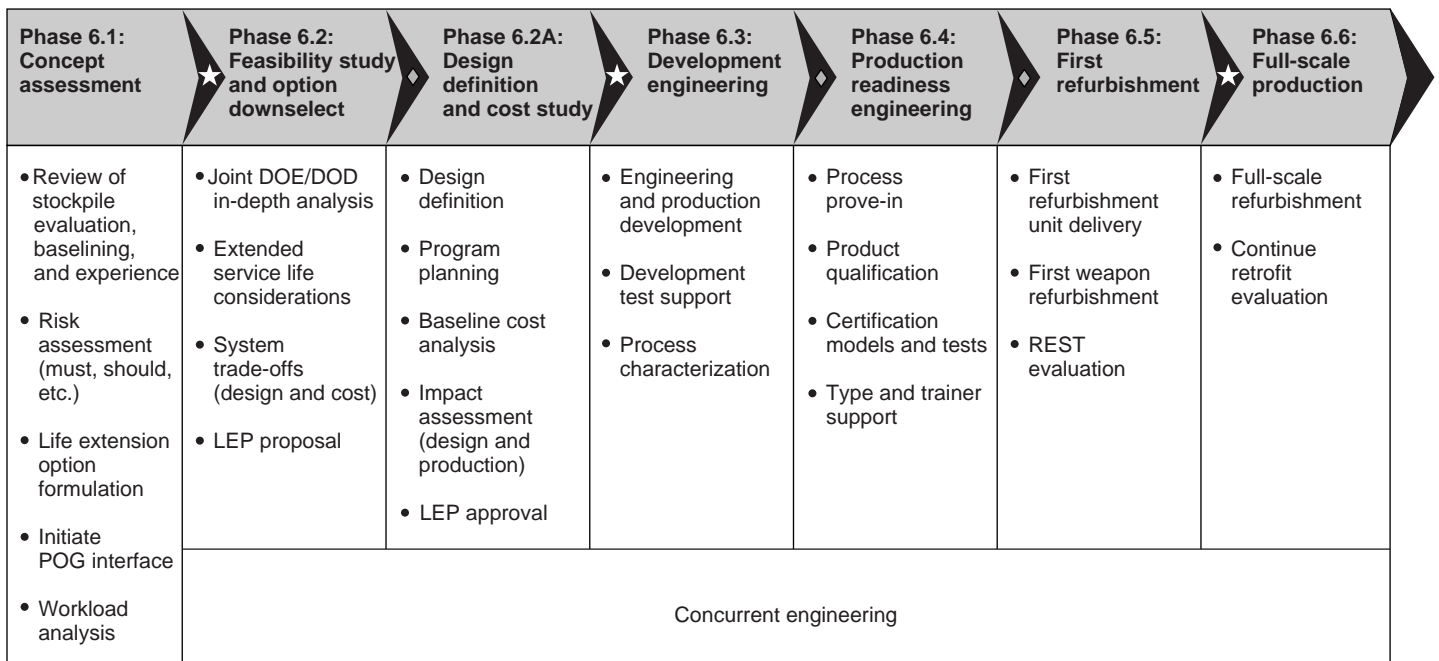 Phase 6.1:
Concept
assessment
Phase 6.2:
Feasibility study
and option
downselect
Phase 6.2A:
Design
definition
and cost study
Phase 6.3:
Development
engineering
Phase 6.4:
Production
readiness
engineering
Phase 6.5:
First
refurbishment
Phase 6.6:
Full-scale
production
• Review of
stockpile
evaluation,
baselining,
and experience
• Risk
assessment
(must, should,
etc.)
• Life extension
option
formulation
• Initiate
POG interface
• Workload
analysis
• Joint DOE/DOD
in-depth analysis
• Extended
service life
considerations
• System
trade-offs
(design and cost)
• LEP proposal
• Design
definition
• Program
planning
• Baseline cost
analysis
• Impact
assessment
(design and
production)
• LEP approval
• Engineering
and production
development
• Development
test support
• Process
characterization
• Process
prove-in
• Product
qualification
• Certification
models and tests
• Type and trainer
support
• First
refurbishment
unit delivery
• First weapon
refurbishment
• REST
evaluation
• Full-scale
refurbishment
• Continue
retrofit
evaluation
Concurrent engineering